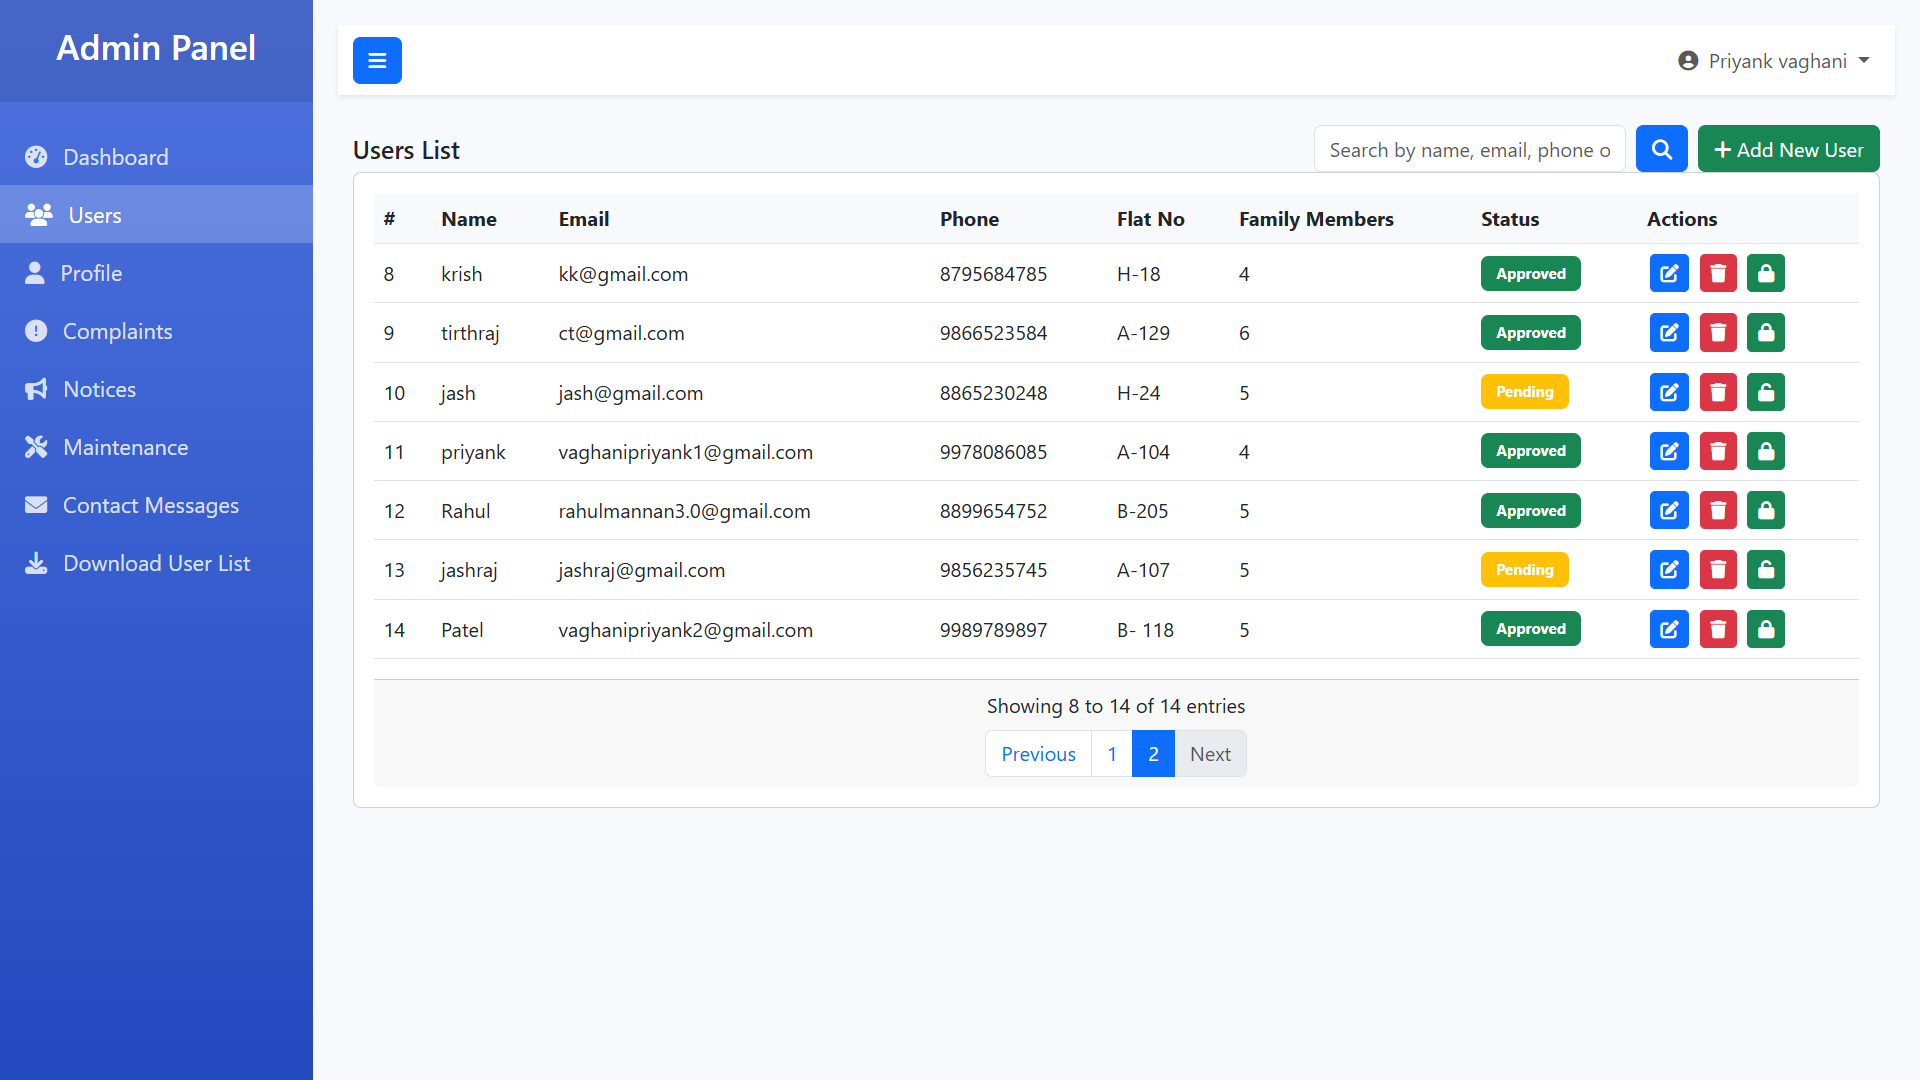 Admin Panel
Dashboard
Users
Profile
Complaints
Notices
Maintenance
Contact Messages
Download User List
Priyank vaghani
Users List
Search by name, email, phone o
Add New User
# Name Email Phone Flat No Family Members Status Actions
8 krish kk@gmail.com 8795684785 H-18 4 Approved
9 tirthraj ct@gmail.com 9866523584 A-129 6 Approved
10 jash jash@gmail.com 8865230248 H-24 5 Pending
11 priyank vaghanipriyank1@gmail.com 9978086085 A-104 4 Approved
12 Rahul rahulmannan3.0@gmail.com 8899654752 B-205 5 Approved
13 jashraj jashraj@gmail.com 9856235745 A-107 5 Pending
14 Patel vaghanipriyank2@gmail.com 9989789897 B- 118 5 Approved
Showing 8 to 14 of 14 entries
Previous 1 2 Next